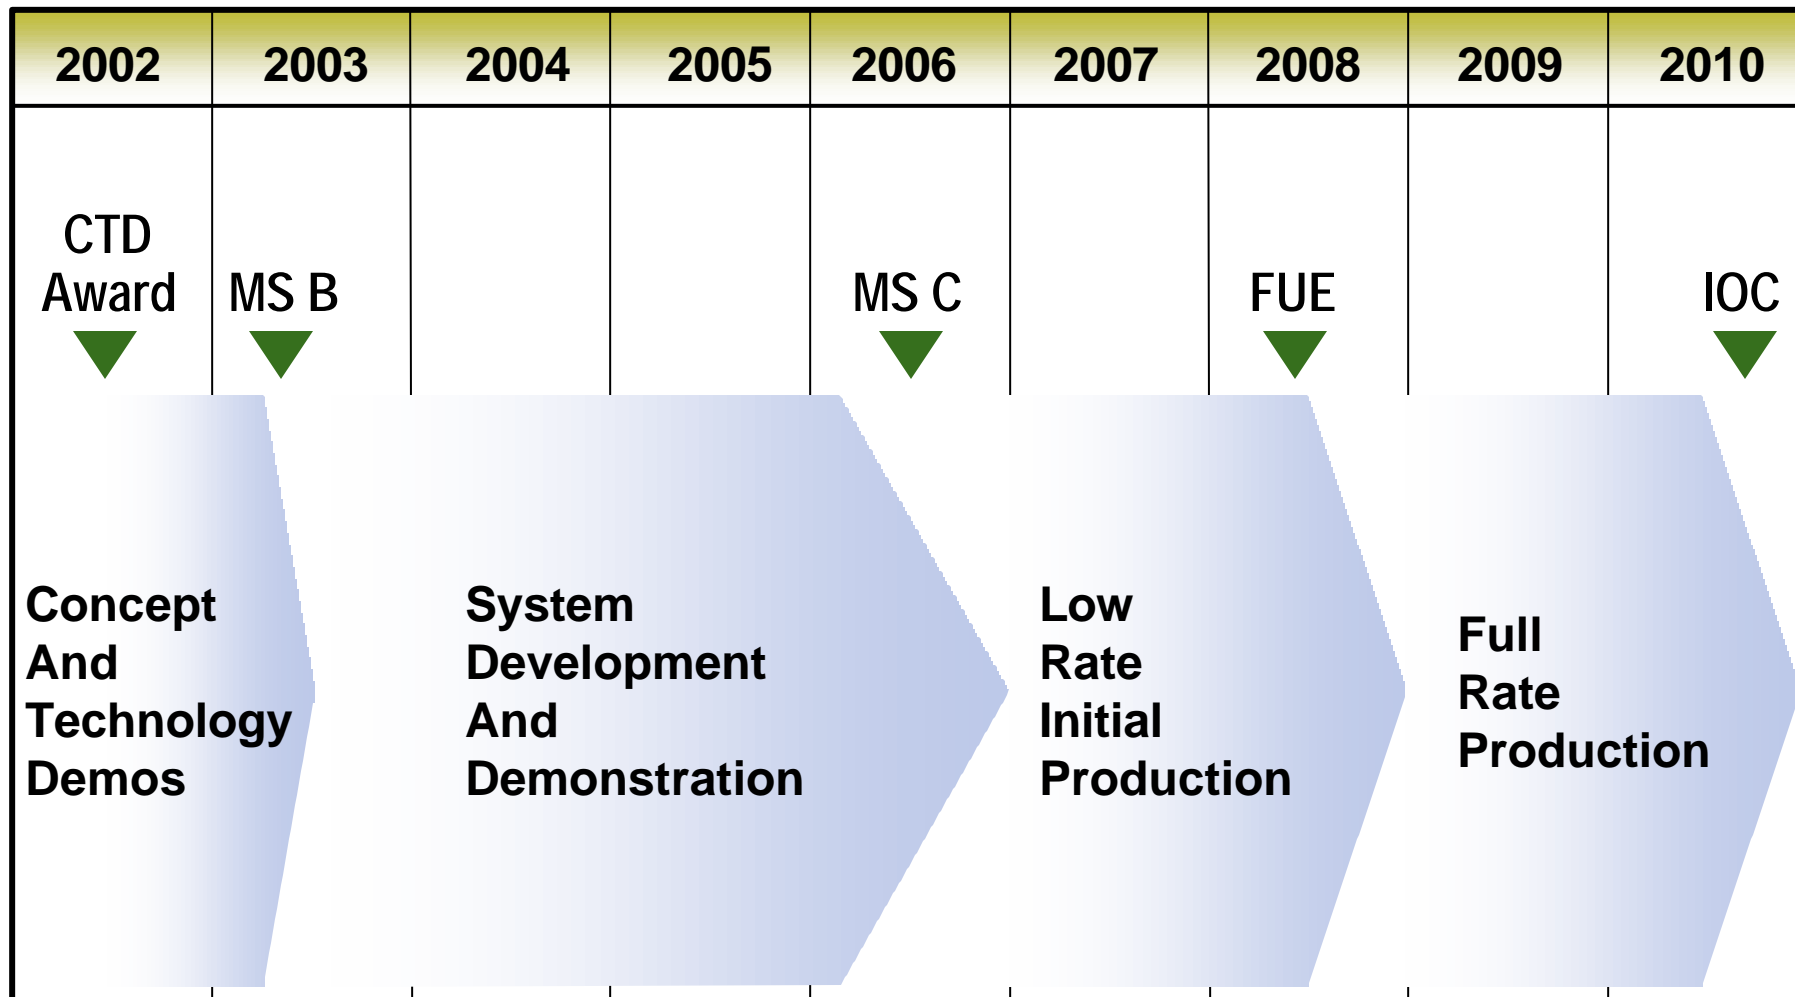 2002 2003 2004 2005 2006 2007 2008 2009 2010
CTD
Award
MS B
MS C
FUE
IOC
Concept
And
Technology
Demos
System
Development
And
Demonstration
Low
Rate
Initial
Production
Full
Rate
Production